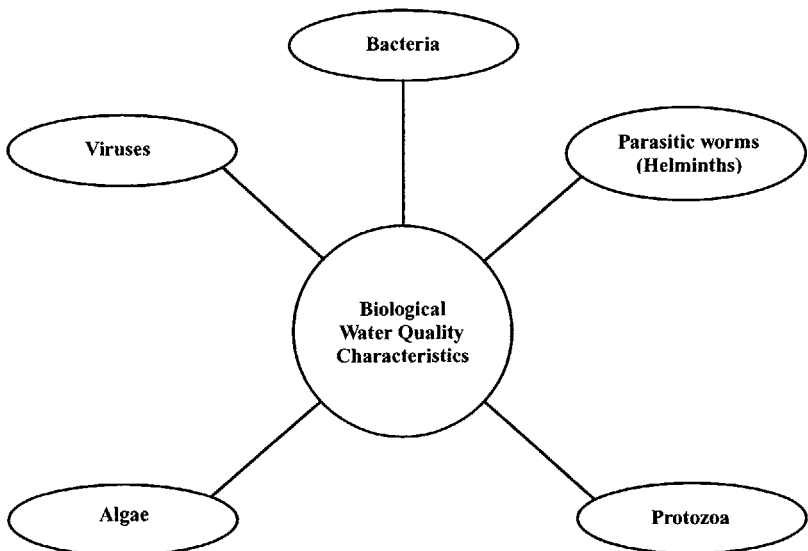 Bacteria
Viruses
Parasitic worms
(Helminths)
Biological
Water Quality
Characteristics
Algae
Protozoa